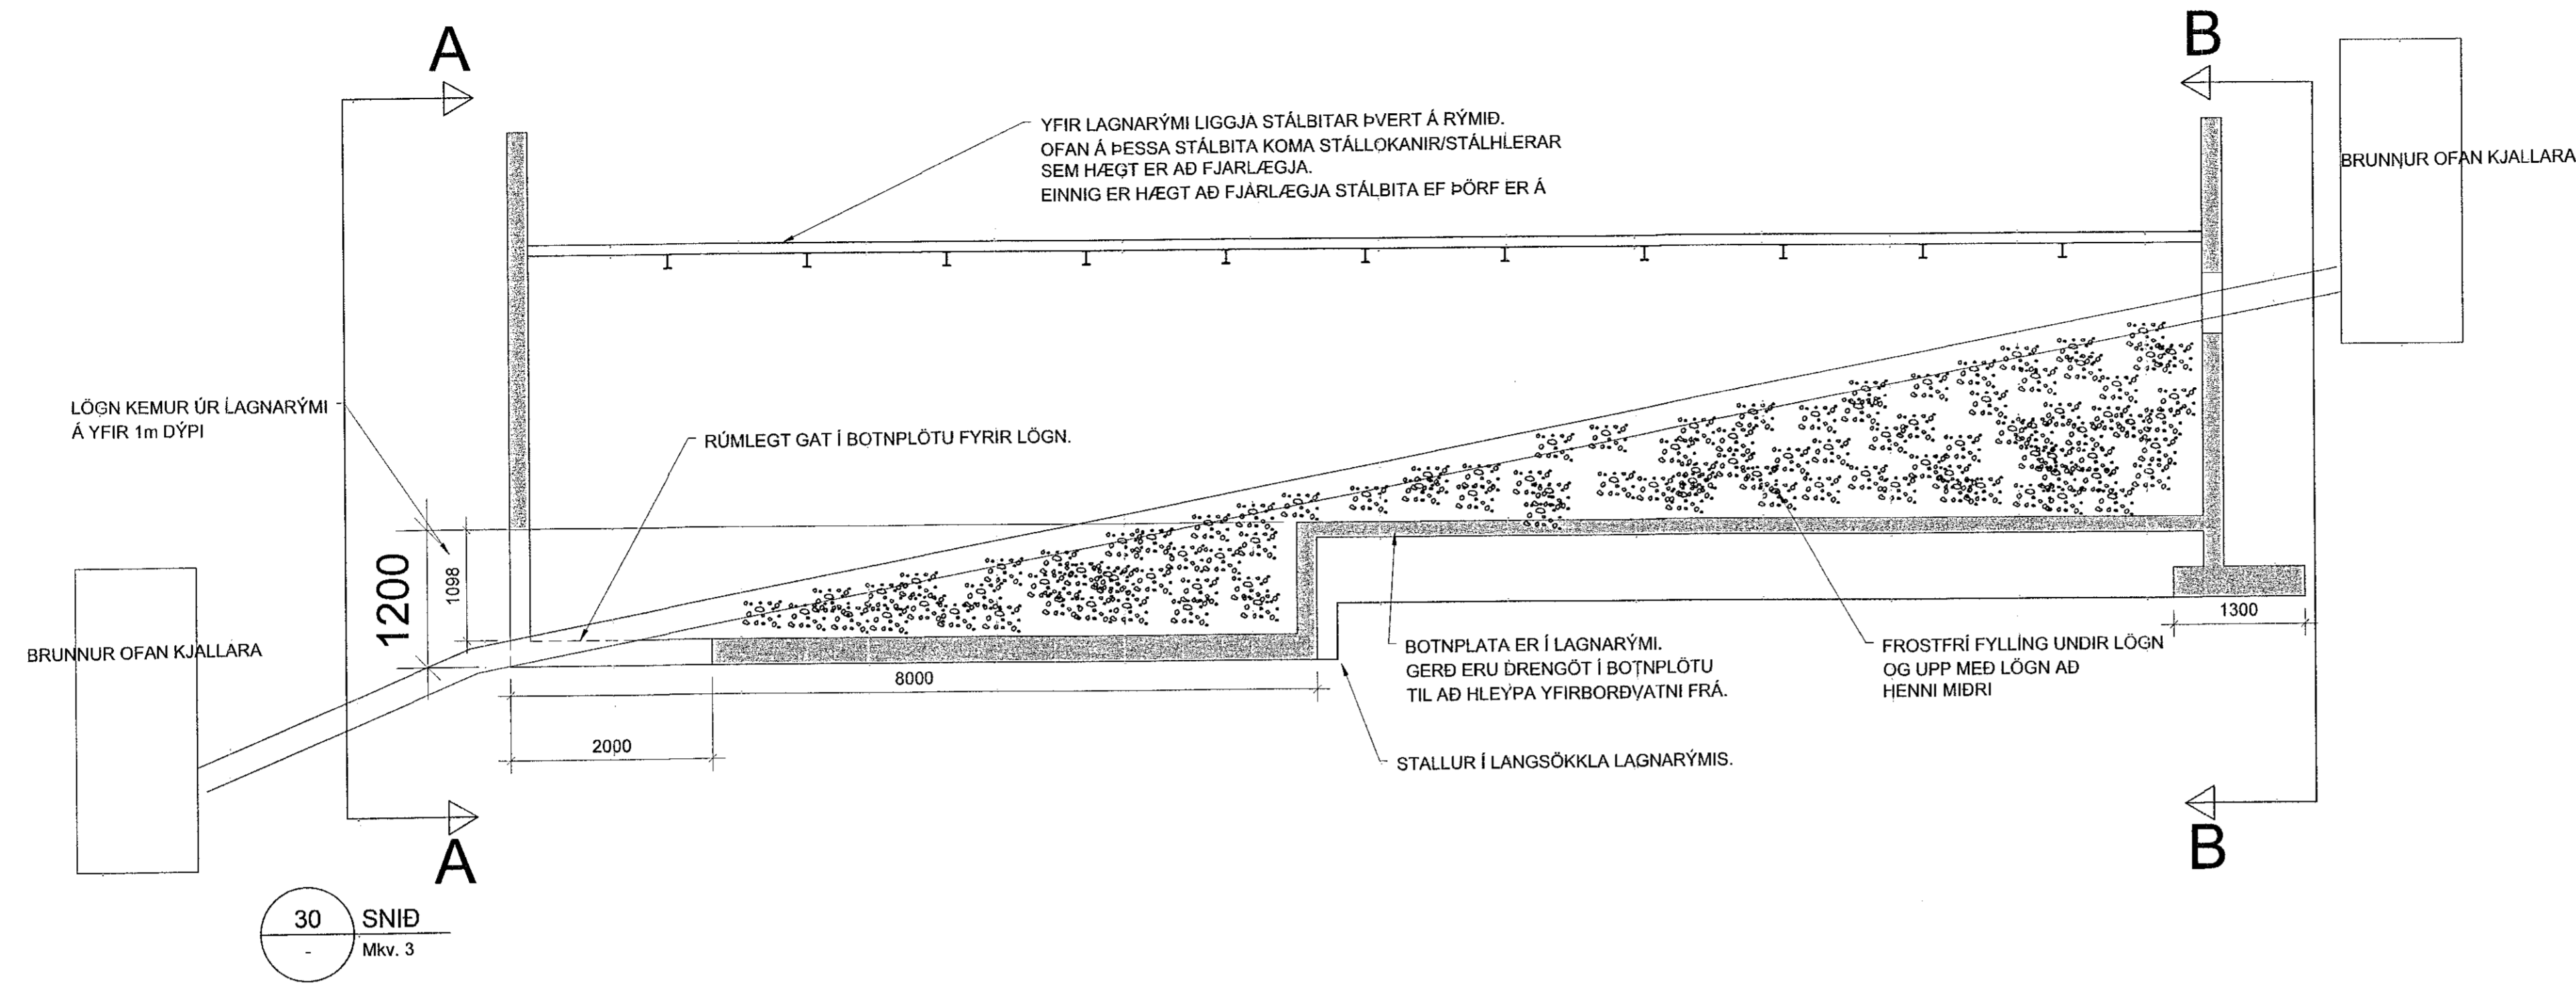 A
B
YFIR LAGNARÝMI LIGGJA STÁLBITAR ÞVERT Á RÝMIÐ.
OFAN Á ÞESSA STÁLBITA KOMA STÁLLOKANIR/STÁLHLERAR
SEM HÆGT ER AÐ FJARLÆGJA.
EINNIG ER HÆGT AÐ FJARLÆGJA STÁLBITA EF ÞÖRF ER Á
BRUNNUR OFAN KJALLARA
LÖGN KEMUR ÚR LAGNARÝMI
Á YFIR 1m DÝPI
RÚMLEGT GAT Í BOTNPLÖTU FYRIR LÖGN.
1200
1098
BRUNNUR OFAN KJALLARA
8000
2000
1300
BOTNPLATA ER Í LAGNARÝMI.
GERÐ ERU DRENGÖT Í BOTNPLÖTU
TIL AÐ HLEYPA YFIRBORÐVATNI FRÁ.
FROSTFRÍ FYLLING UNDIR LÖGN
OG UPP MEÐ LÖGN AÐ
HENNI MIÐRI
STALLUR Í LANGSÖKKLA LAGNARÝMIS.
A
B
30
-
SNIÐ
Mkv. 3